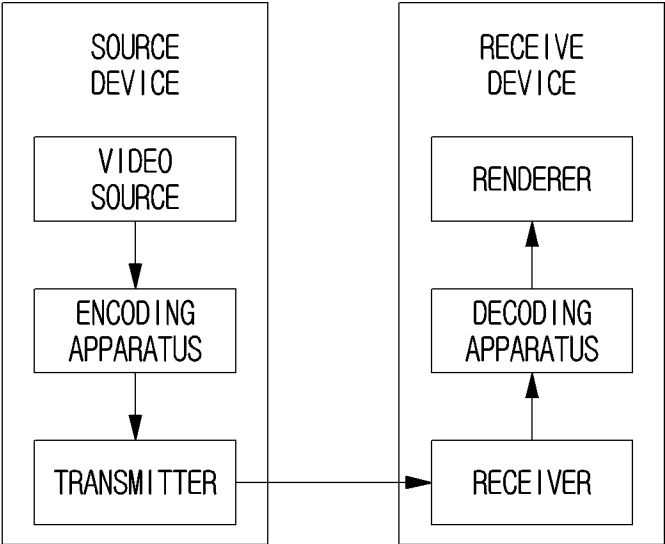 SOURCE
DEVICE
VIDEO
SOURCE
ENCODING
APPARATUS
TRANSMITTER
RECEIVE
DEVICE
RENDERER
DECODING
APPARATUS
RECEIVER